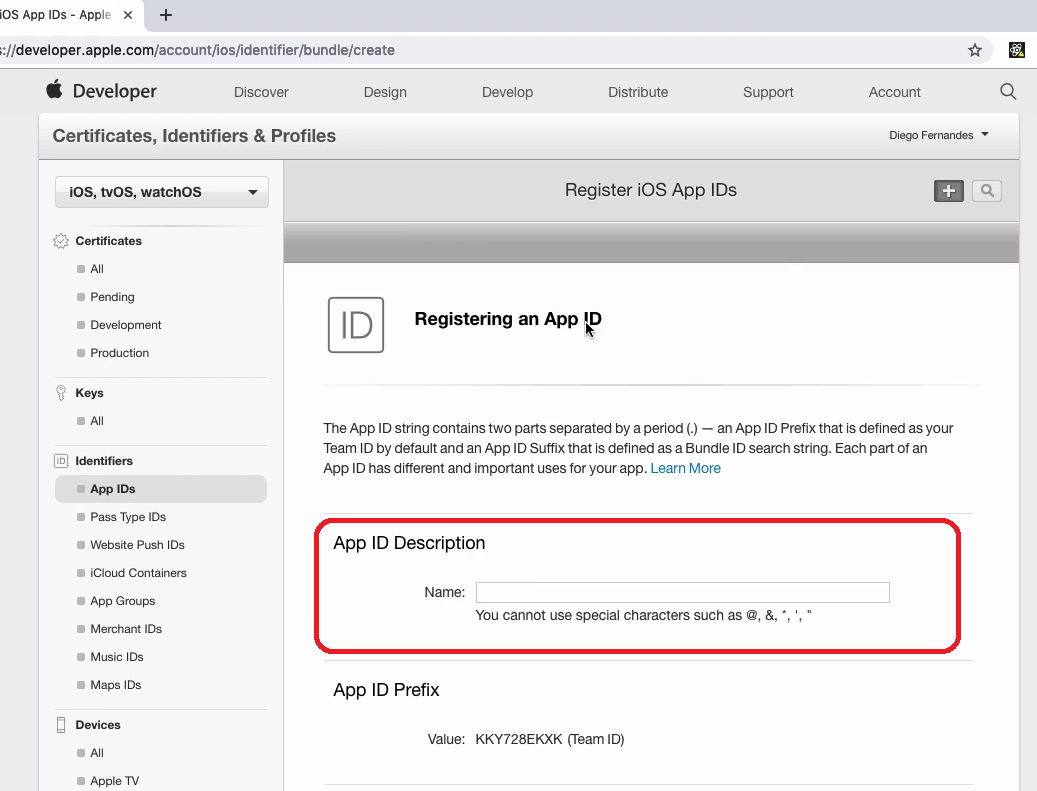 iOS App IDs - Apple
://developer.apple.com/account/ios/identifier/bundle/create
Developer Discover Design Develop Distribute Support Account
Certificates, Identifiers & Profiles
Diego Fernandes
iOS, tvOS, watchOS
Register iOS App IDs
Certificates
All
Pending
Development
Production
Keys
All
ID Identifiers
App IDs
Pass Type IDs
Website Push IDs
iCloud Containers
App Groups
Merchant IDs
Music IDs
Maps IDs
Devices
All
Apple TV
ID
Registering an App ID
The App ID string contains two parts separated by a period (.) — an App ID Prefix that is defined as your
Team ID by default and an App ID Suffix that is defined as a Bundle ID search string. Each part of an
App ID has different and important uses for your app. Learn More
App ID Description
Name:
You cannot use special characters such as @, &, *, ', "
App ID Prefix
Value: KKY728EKXK (Team ID)